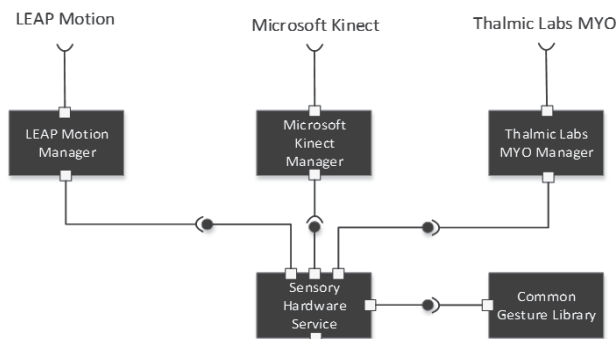 LEAP Motion
Microsoft Kinect
Thalmic Labs MYO
LEAP Motion
Manager
Microsoft
Kinect
Manager
Thalmic Labs
MYO Manager
Sensory
Hardware
Service
Common
Gesture Library